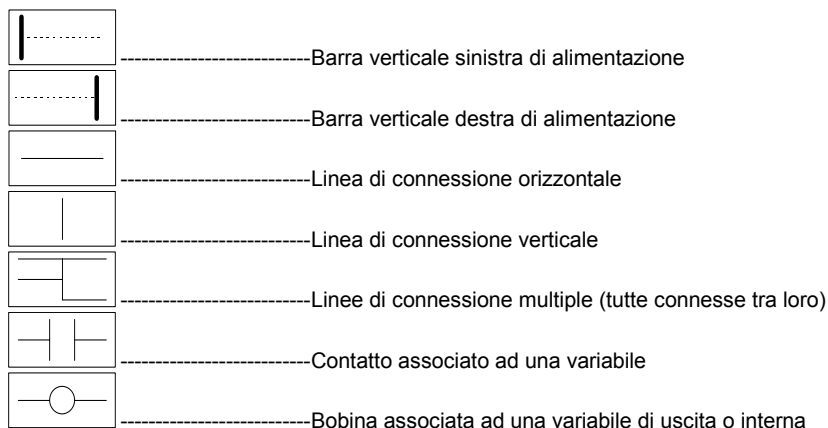 --------------------------Barra verticale sinistra di alimentazione
--------------------------Barra verticale destra di alimentazione
--------------------------Linea di connessione orizzontale
--------------------------Linea di connessione verticale
--------------------------Linee di connessione multiple (tutte connesse tra loro)
--------------------------Contatto associato ad una variabile
--------------------------Bobina associata ad una variabile di uscita o interna